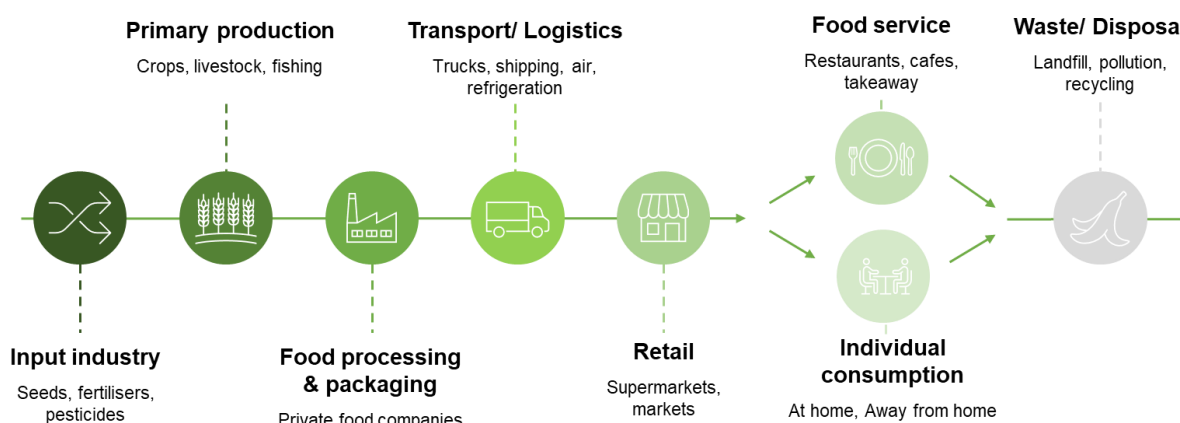 Primary production
Crops, livestock, fishing
Transport/ Logistics
Trucks, shipping, air,
refrigeration
Food service
Restaurants, cafes,
takeaway
Waste/ Disposa
Landfill, pollution,
recycling
Input industry
Seeds, fertilisers,
pesticides
Food processing
& packaging
Private food companies
Retail
Supermarkets,
markets
Individual
consumption
At home, Away from home